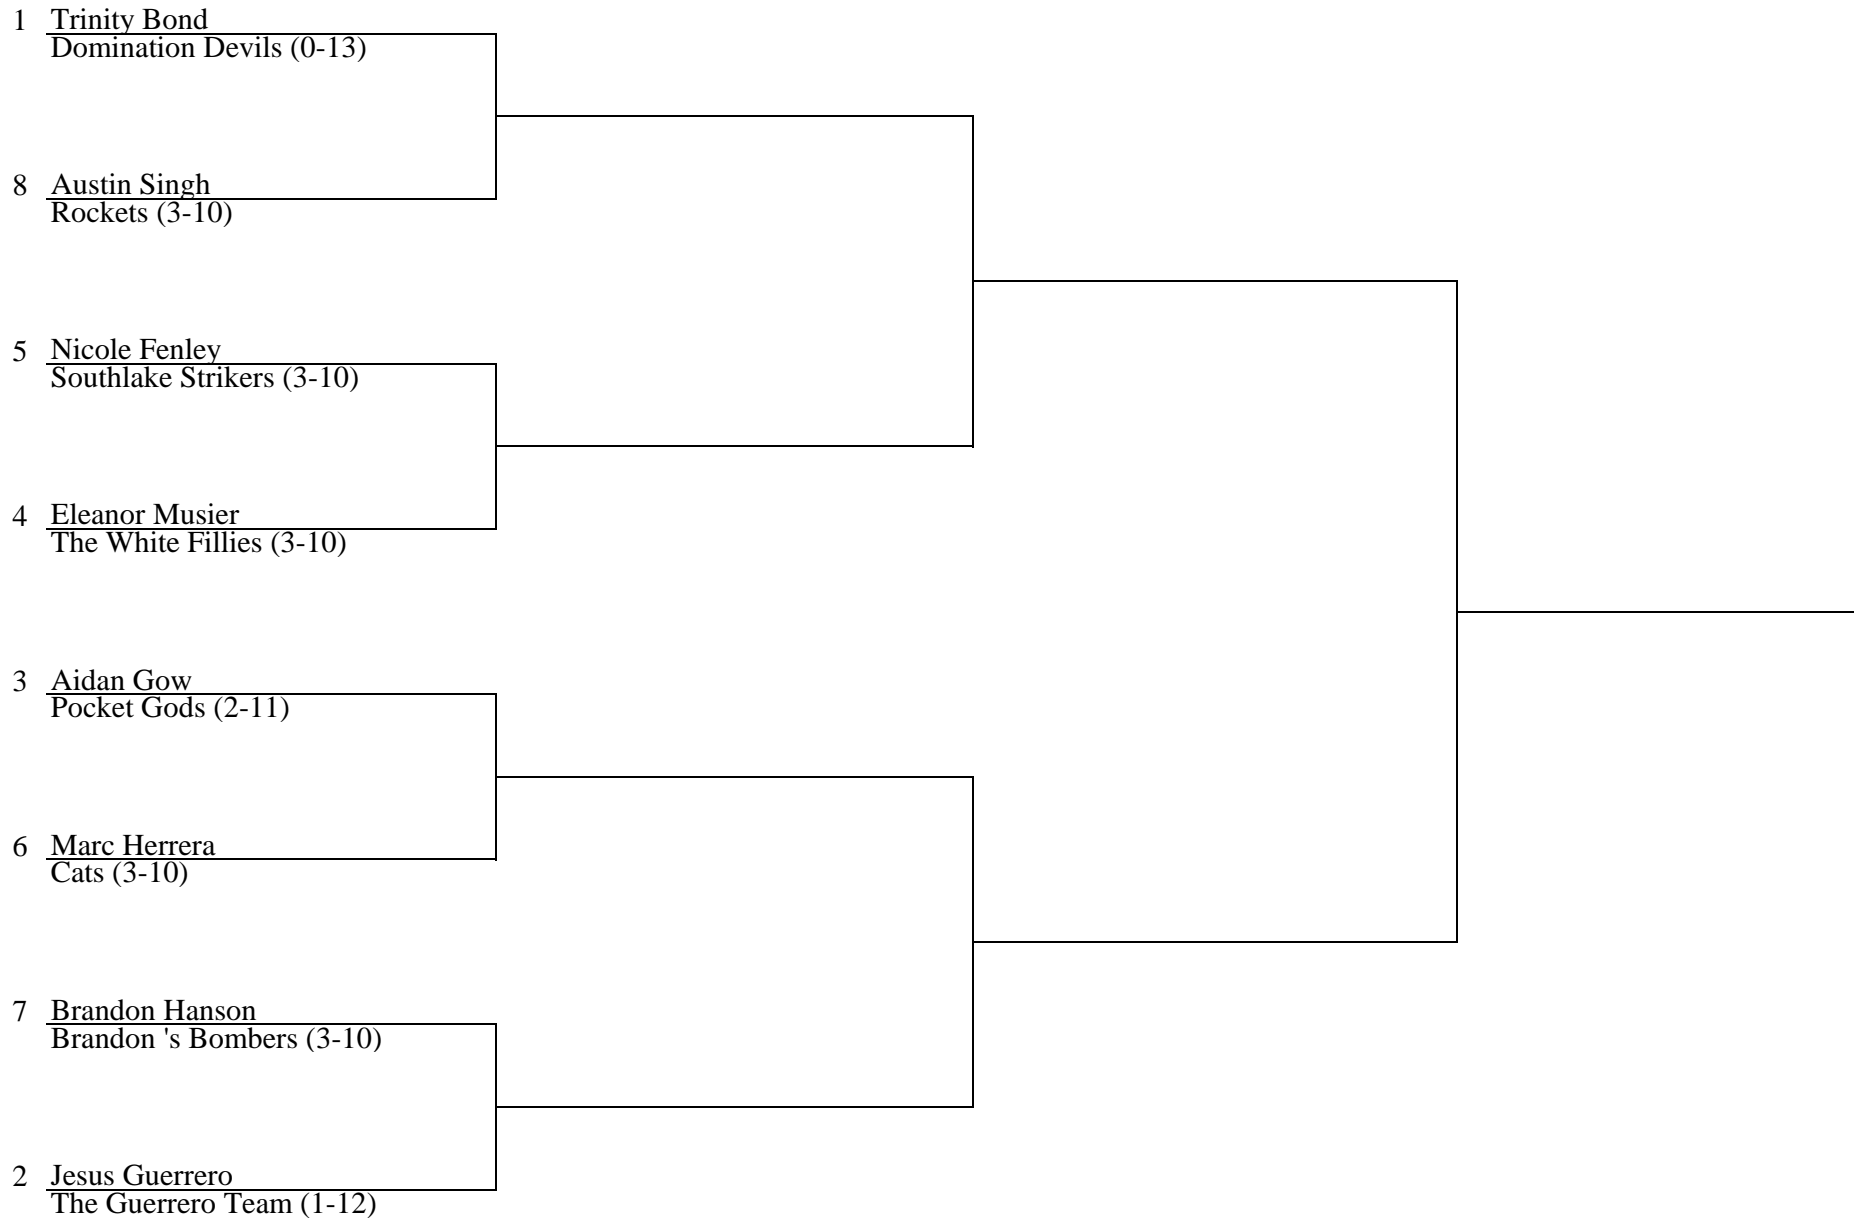 1 Trinity Bond
Domination Devils (0-13)
8 Austin Singh
Rockets (3-10)
5 Nicole Fenley
Southlake Strikers (3-10)
4 Eleanor Musier
The White Fillies (3-10)
3 Aidan Gow
Pocket Gods (2-11)
6 Marc Herrera
Cats (3-10)
7 Brandon Hanson
Brandon 's Bombers (3-10)
2 Jesus Guerrero
The Guerrero Team (1-12)